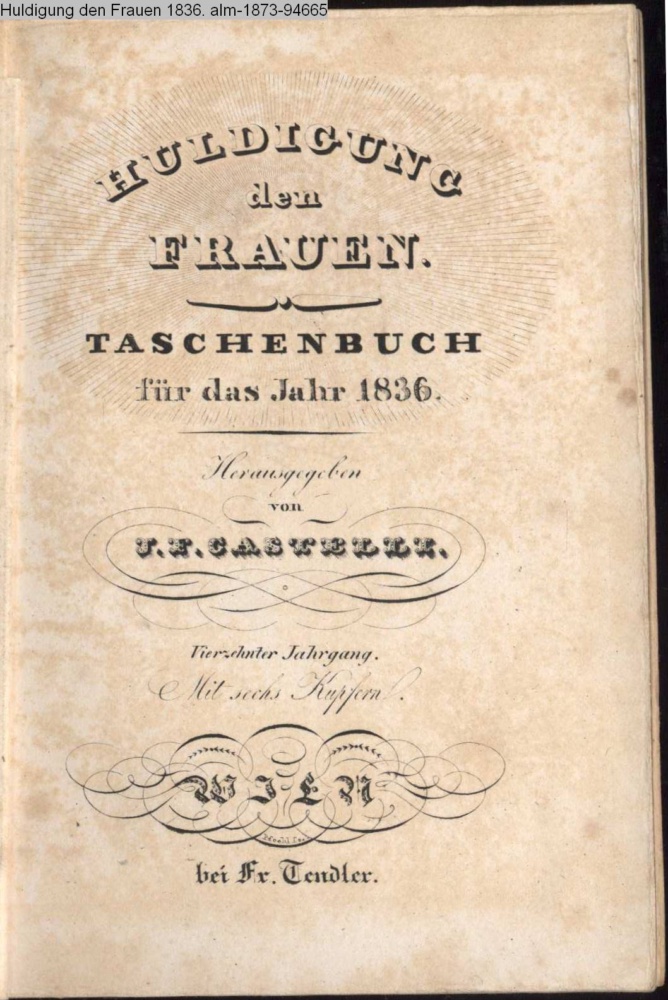 Huldigung den Frauen 1836. alm-1873-94665
HULDIGUNG
den
FRAUEN.
TASCHENBUCH
für das Jahr 1836.
Herausgegeben
von
J. F. CASTELLI.
Vierzehnter Jahrgang.
Mit sechs Kupfern.
WIEN
bei Fr. Tendler.